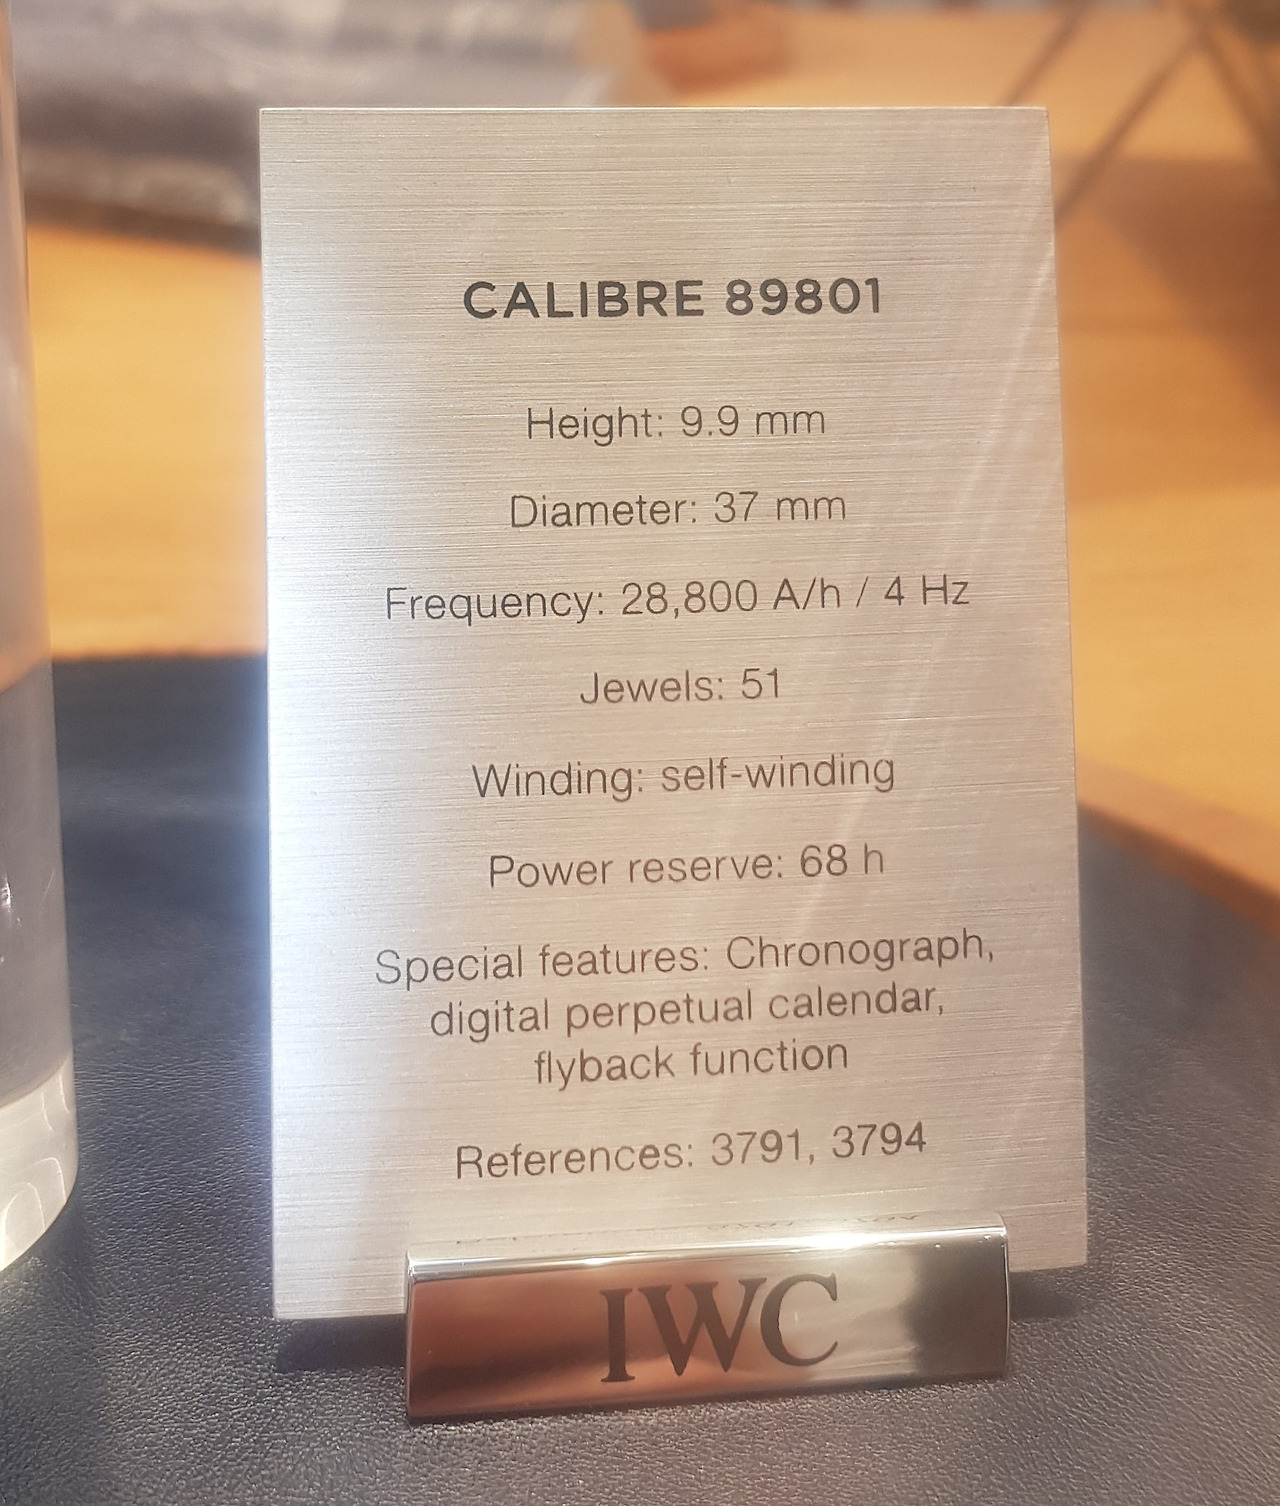 CALIBRE 89801
Height: 9.9 mm
Diameter: 37 mm
Frequency: 28,800 A/h / 4 Hz
Jewels: 51
Winding: self-winding
Power reserve: 68 h
Special features: Chronograph,
digital perpetual calendar,
flyback function
References: 3791, 3794
IWC